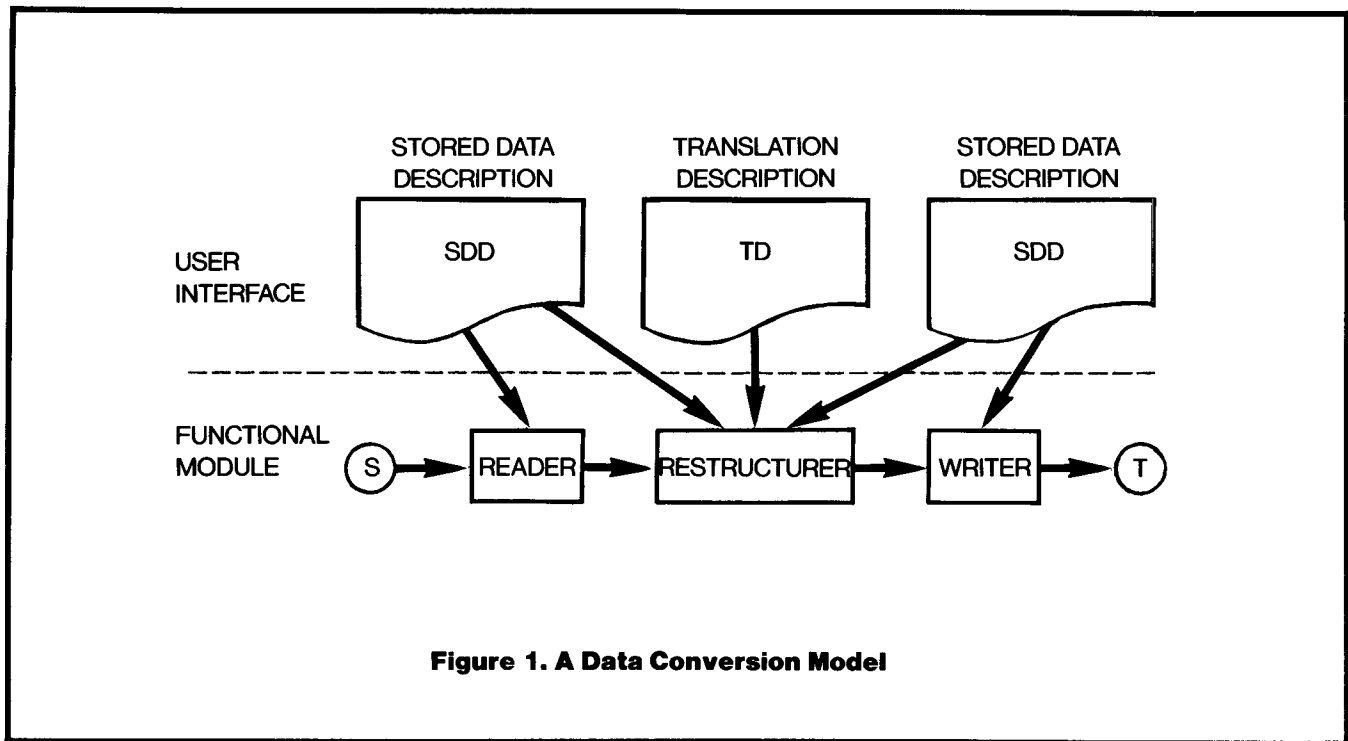 STORED DATA
DESCRIPTION
TRANSLATION
DESCRIPTION
STORED DATA
DESCRIPTION
USER
INTERFACE
SDD
TD
SDD
FUNCTIONAL
MODULE
S
READER
RESTRUCTURER
WRITER
T
Figure 1. A Data Conversion Model